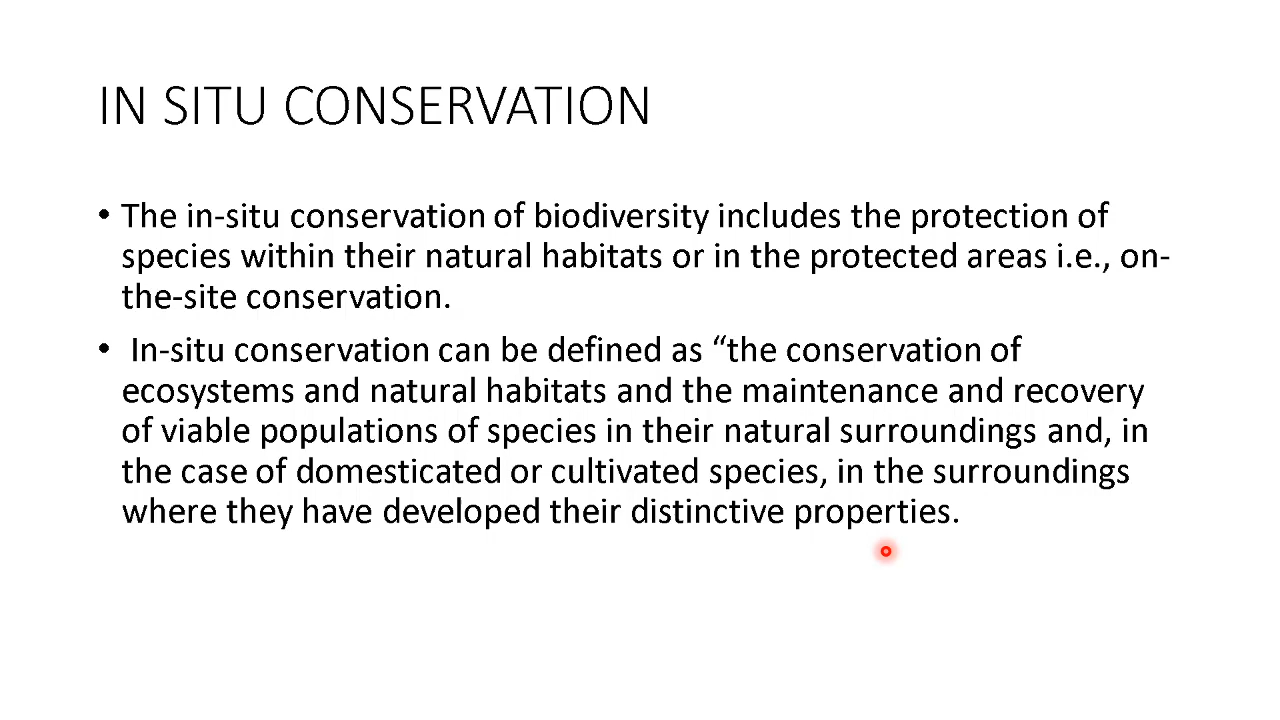 IN SITU CONSERVATION
• The in-situ conservation of biodiversity includes the protection of
species within their natural habitats or in the protected areas i.e., on-
the-site conservation.
• In-situ conservation can be defined as “the conservation of
ecosystems and natural habitats and the maintenance and recovery
of viable populations of species in their natural surroundings and, in
the case of domesticated or cultivated species, in the surroundings
where they have developed their distinctive properties.